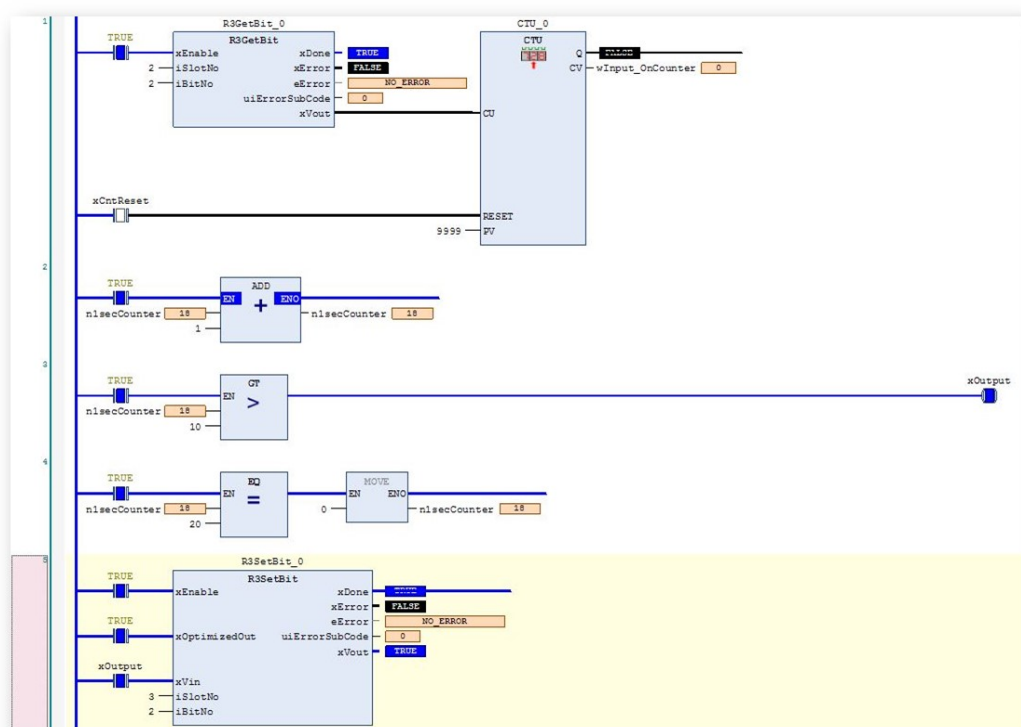 1
R3GetBit_0
CTU_0
TRUE
R3GetBit
CTU
xEnable
xDone
TRUE
Q
FALSE
2
iSlotNo
xError
FALSE
CV
wInput_OnCounter
0
2
iBitNo
eError
NO_ERROR
uiErrorSubCode
0
xVout
CU
xCntReset
RESET
9999
PV
2
TRUE
ADD
EN
+
ENO
n1secCounter
18
n1secCounter
18
1
3
TRUE
GT
xOutput
EN
>
n1secCounter
18
10
4
TRUE
EQ
MOVE
EN
=
EN
ENO
n1secCounter
18
0
n1secCounter
18
20
5
R3SetBit_0
TRUE
R3SetBit
xEnable
xDone
TRUE
xError
FALSE
TRUE
eError
NO_ERROR
xOptimizedOut
uiErrorSubCode
0
xVout
TRUE
xOutput
xVin
3
iSlotNo
2
iBitNo